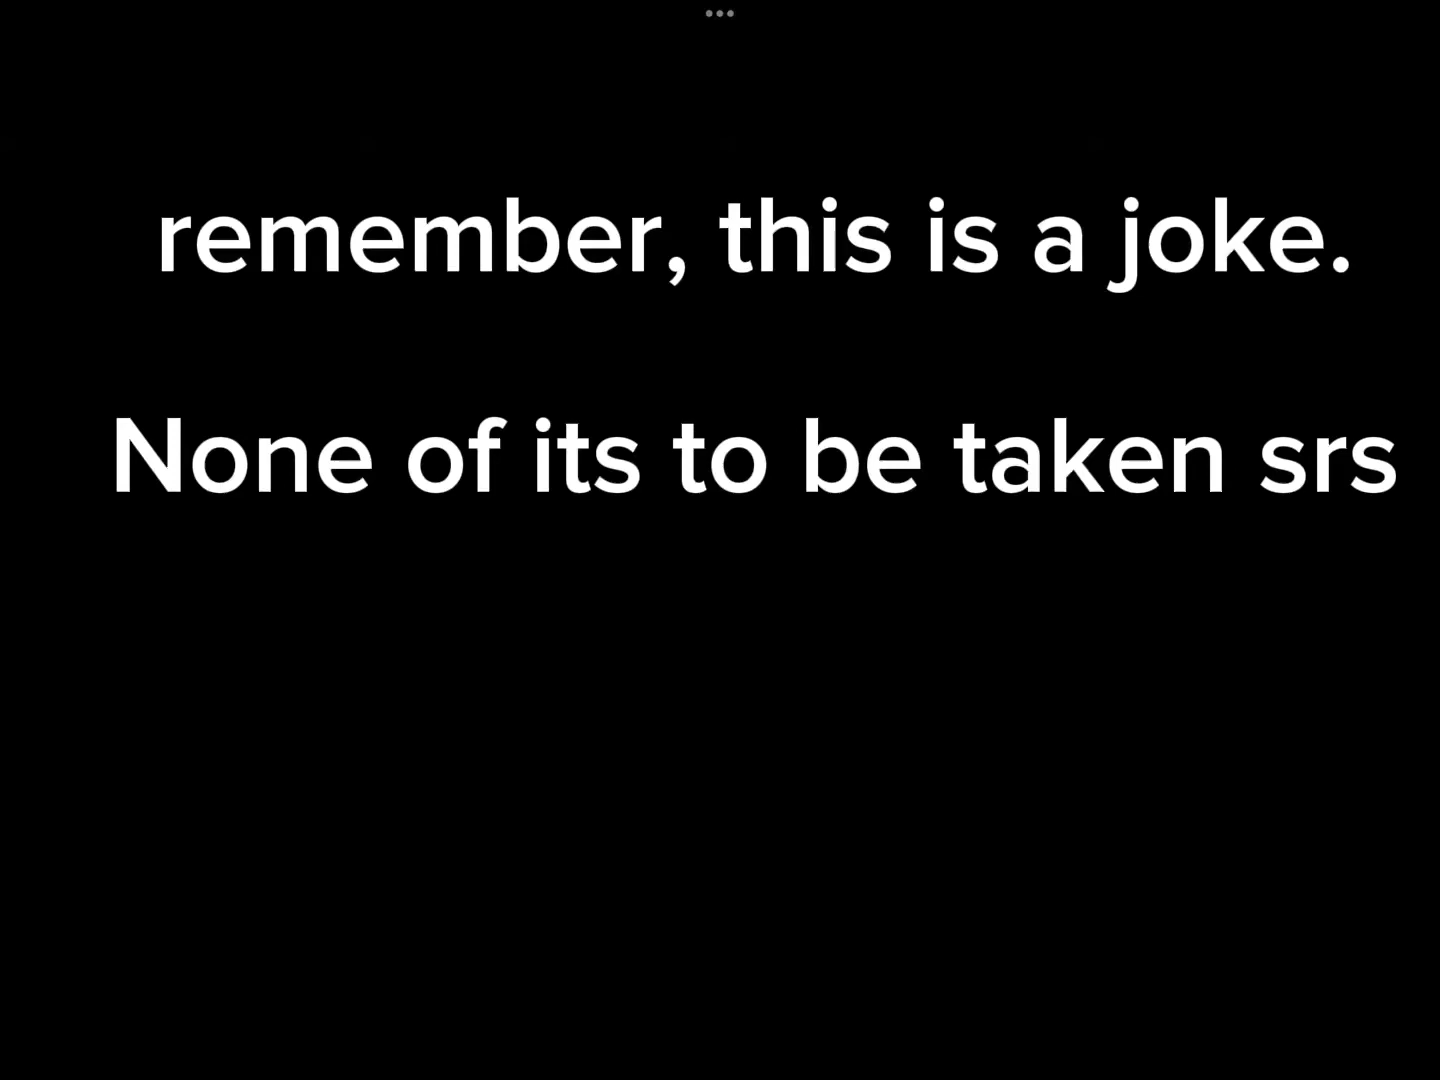 remember, this is a joke.
None of its to be taken srs